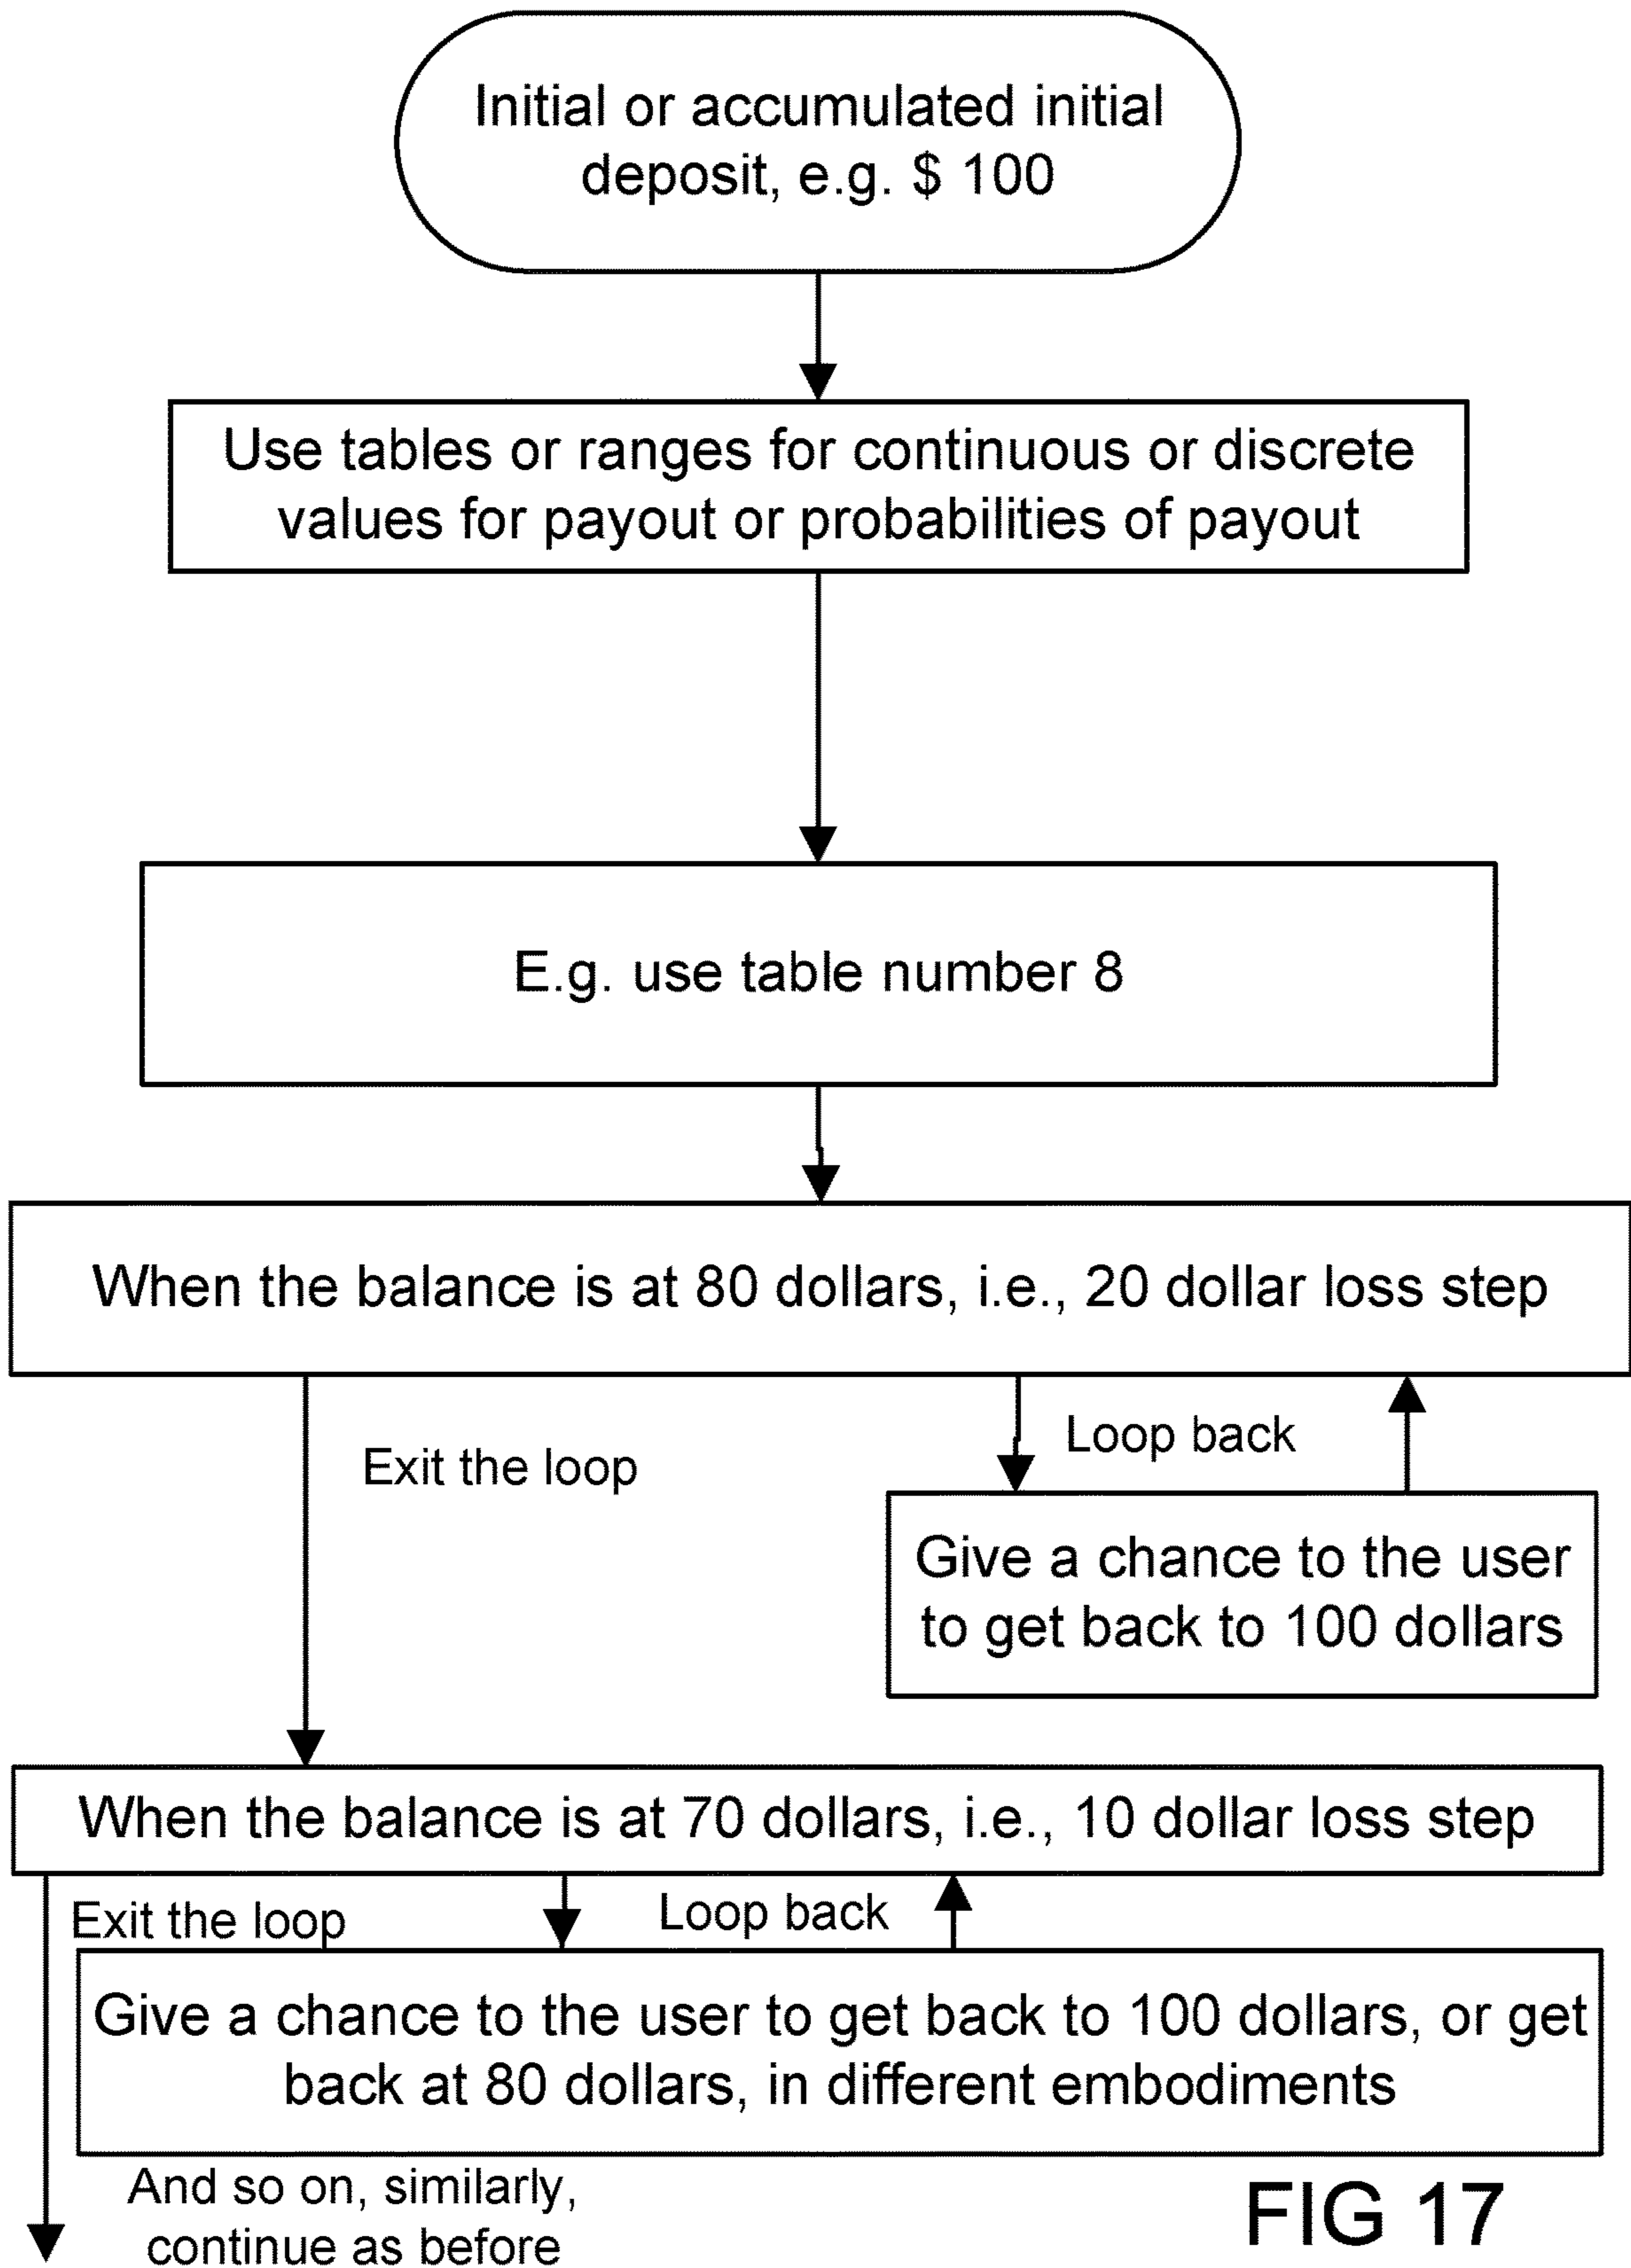 Initial or accumulated initial
deposit, e.g. $ 100
Use tables or ranges for continuous or discrete
values for payout or probabilities of payout
E.g. use table number 8
When the balance is at 80 dollars, i.e., 20 dollar loss step
Exit the loop
Loop back
Give a chance to the user
to get back to 100 dollars
When the balance is at 70 dollars, i.e., 10 dollar loss step
Exit the loop
Loop back
Give a chance to the user to get back to 100 dollars, or get
back at 80 dollars, in different embodiments
And so on, similarly,
continue as before
FIG 17